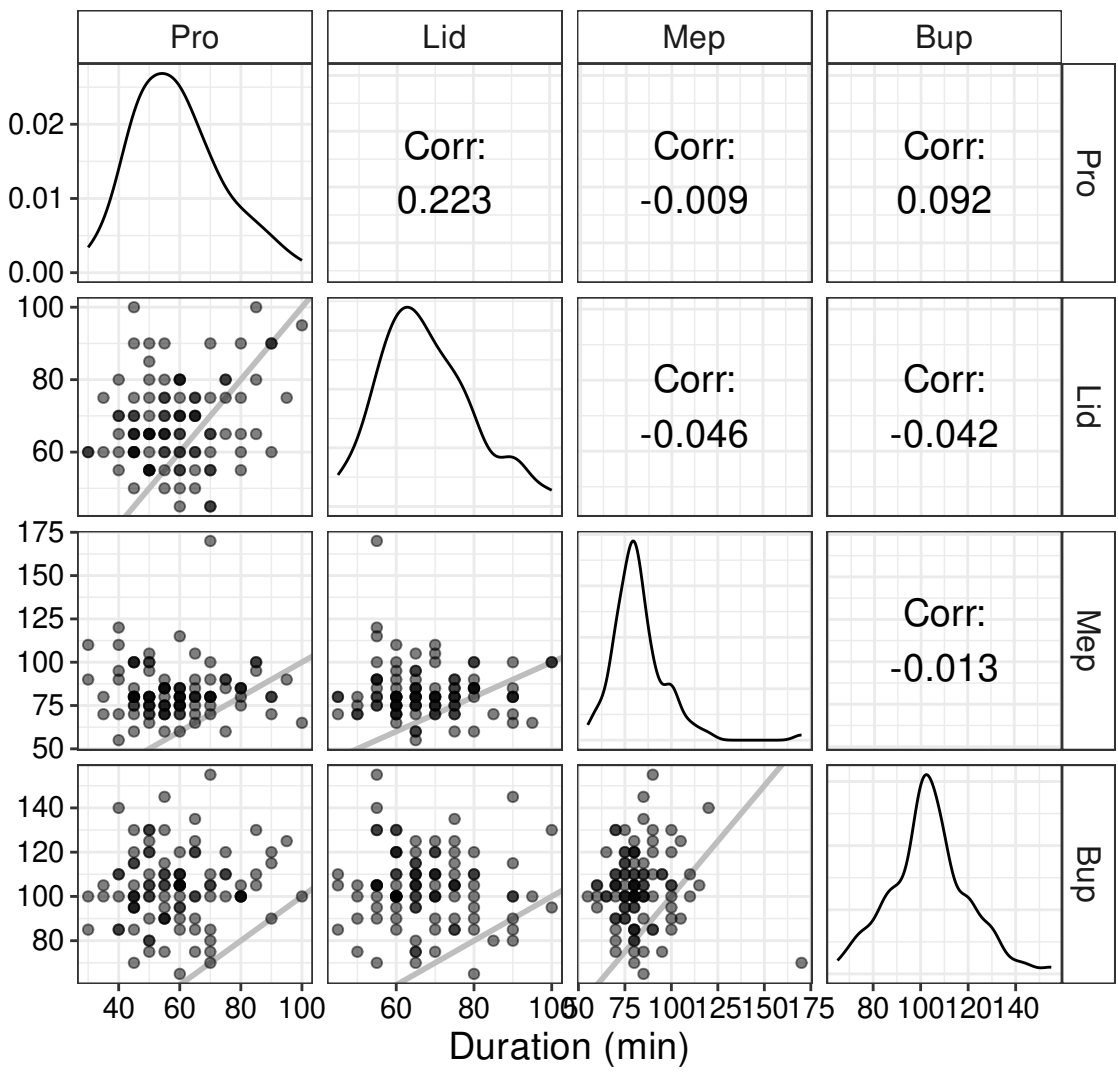 Pro Lid Mep Bup
0.02
0.01
0.00
Corr:
0.223
Corr:
-0.009
Corr:
0.092
Pro
100
80
60
Corr:
-0.046
Corr:
-0.042
Lid
175
150
125
100
75
50
Corr:
-0.013
Mep
140
120
100
80
Bup
40 60 80 100 60 80 100 50 75 100 125 150 175 80 100 120 140
Duration (min)